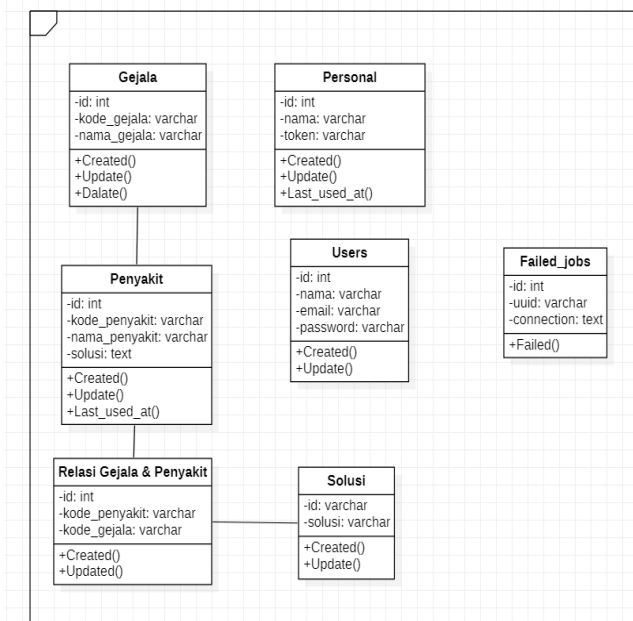 Gejala
-id: int
-kode_gejala: varchar
-nama_gejala: varchar
+Created()
+Update()
+Dalate()
Personal
-id: int
-nama: varchar
-token: varchar
+Created()
+Update()
+Last_used_at()
Penyakit
-id: int
-kode_penyakit: varchar
-nama_penyakit: varchar
-solusi: text
+Created()
+Update()
+Last_used_at()
Users
-id: int
-nama: varchar
-email: varchar
-password: varchar
+Created()
+Update()
Failed_jobs
-id: int
-uuid: varchar
-connection: text
+Failed()
Relasi Gejala & Penyakit
-id: int
-kode_penyakit: varchar
-kode_gejala: varchar
+Created()
+Updated()
Solusi
-id: varchar
-solusi: varchar
+Created()
+Update()